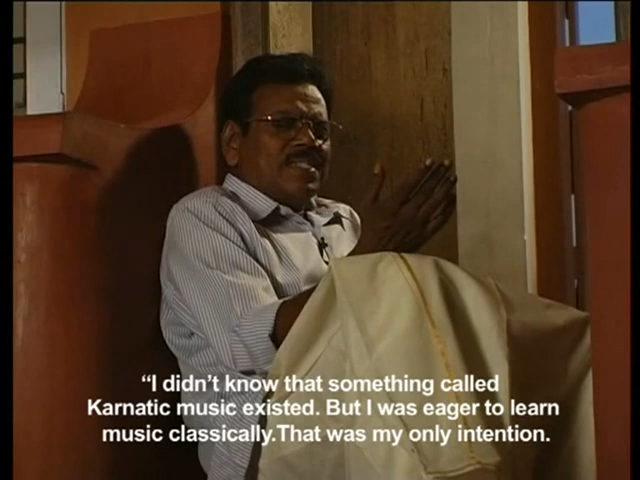 “I didn’t know that something called
Karnatic music existed. But I was eager to learn
music classically.That was my only intention.